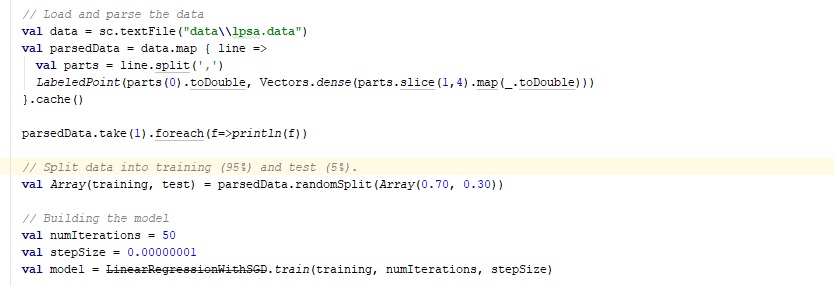 // Load and parse the data
val data = sc.textFile("data\\lpsa.data")
val parsedData = data.map { line =>
  val parts = line.split(',')
  LabeledPoint(parts(0).toDouble, Vectors.dense(parts.slice(1,4).map(_.toDouble)))
}.cache()

parsedData.take(1).foreach(f=>println(f))

// Split data into training (95%) and test (5%).
val Array(training, test) = parsedData.randomSplit(Array(0.70, 0.30))

// Building the model
val numIterations = 50
val stepSize = 0.00000001
val model = LinearRegressionWithSGD.train(training, numIterations, stepSize)